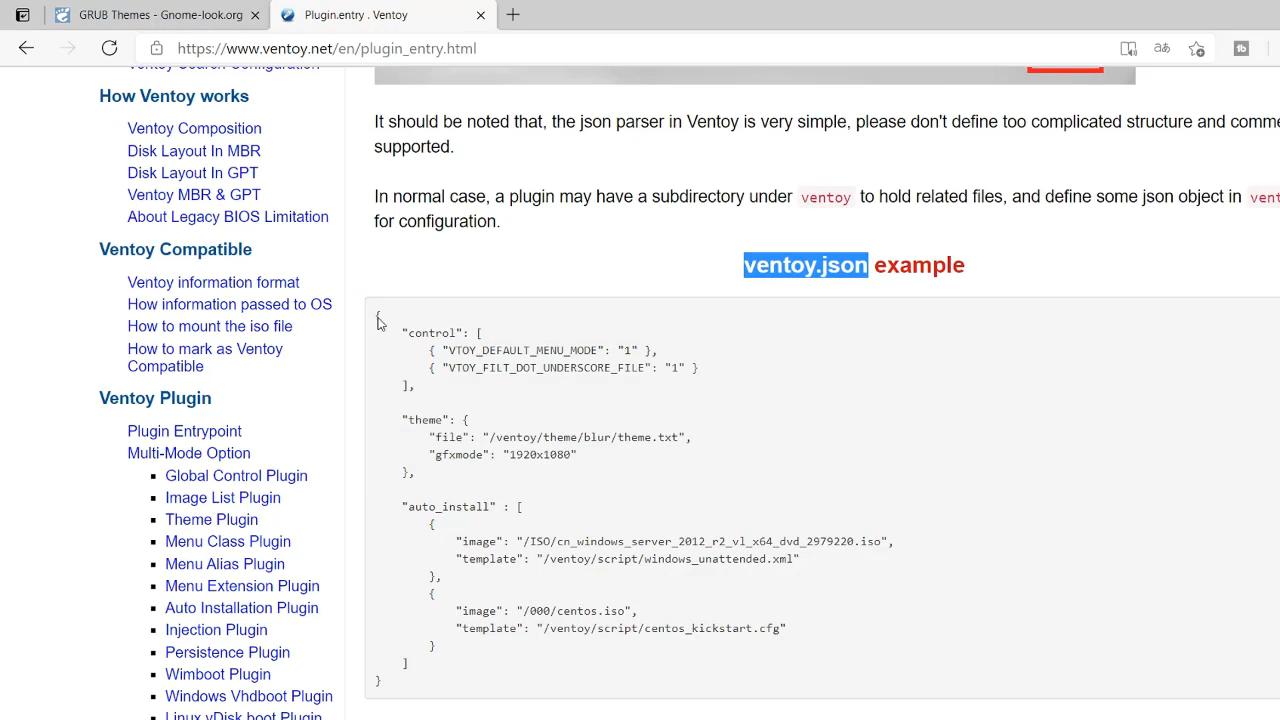 GRUB Themes - Gnome-look.org
Plugin.entry . Ventoy
https://www.ventoy.net/en/plugin_entry.html
Ventoy Search Configuration
How Ventoy works
Ventoy Composition
Disk Layout In MBR
Disk Layout In GPT
Ventoy MBR & GPT
About Legacy BIOS Limitation
Ventoy Compatible
Ventoy information format
How information passed to OS
How to mount the iso file
How to mark as Ventoy
Compatible
Ventoy Plugin
Plugin Entrypoint
Multi-Mode Option
Global Control Plugin
Image List Plugin
Theme Plugin
Menu Class Plugin
Menu Alias Plugin
Menu Extension Plugin
Auto Installation Plugin
Injection Plugin
Persistence Plugin
Wimboot Plugin
Windows Vhdboot Plugin
Linux vDisk boot Plugin
It should be noted that, the json parser in Ventoy is very simple, please don't define too complicated structure and comme
supported.
In normal case, a plugin may have a subdirectory under ventoy to hold related files, and define some json object in vent
for configuration.
ventoy.json example
{
"control": [
{ "VTOY_DEFAULT_MENU_MODE": "1" },
{ "VTOY_FILT_DOT_UNDERSCORE_FILE": "1" }
],
"theme": {
"file": "/ventoy/theme/blur/theme.txt",
"gfxmode": "1920x1080"
},
"auto_install" : [
{
"image": "/ISO/cn_windows_server_2012_r2_vl_x64_dvd_2979220.iso",
"template": "/ventoy/script/windows_unattended.xml"
},
{
"image": "/000/centos.iso",
"template": "/ventoy/script/centos_kickstart.cfg"
}
]
}